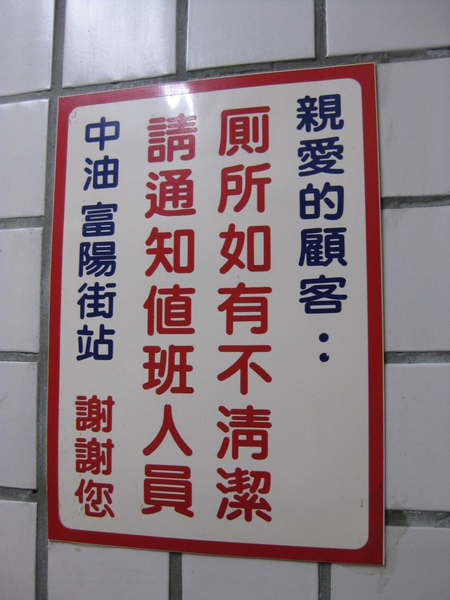 親愛的顧客：
廁所如有不清潔
請通知值班人員
中油 富陽街站 謝謝您